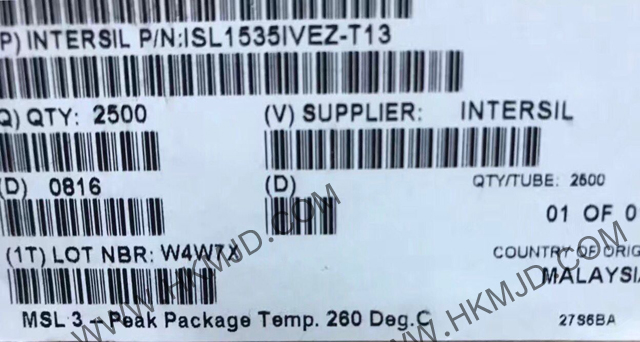 P) INTERSIL P/N:ISL1535IVEZ-T13
Q) QTY: 2500
(V) SUPPLIER: INTERSIL
(D) 0816
(D)
QTY/TUBE: 2500
01 OF 0
(1T) LOT NBR: W4W7X
COUNTRY OF ORIG
MALAYSIA
MSL 3 - Peak Package Temp. 260 Deg.C
27S6BA
WWW.HKMJD.COM
WWW.HKMJD.COM